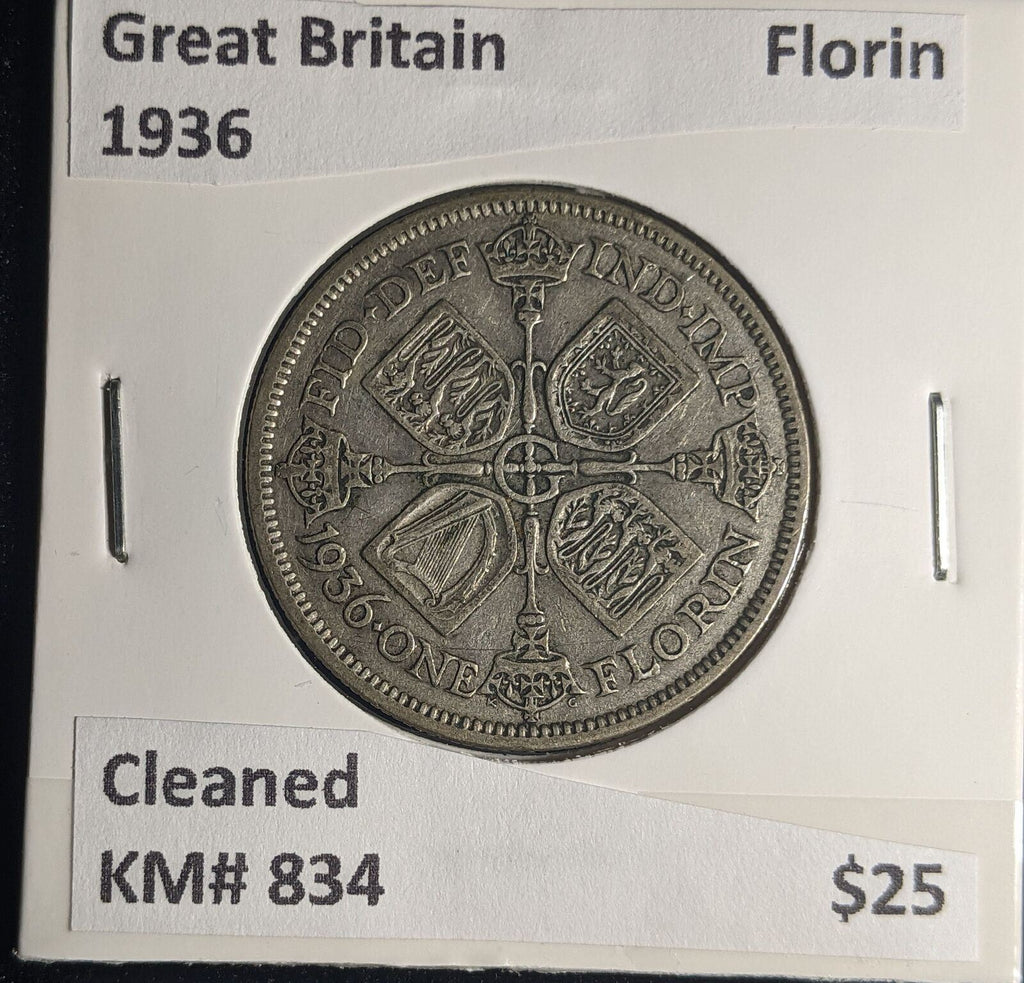 Great Britain Florin
1936
FID·DEF IND·IMP
1936·ONE FLORIN
K G
Cleaned
KM# 834 $25